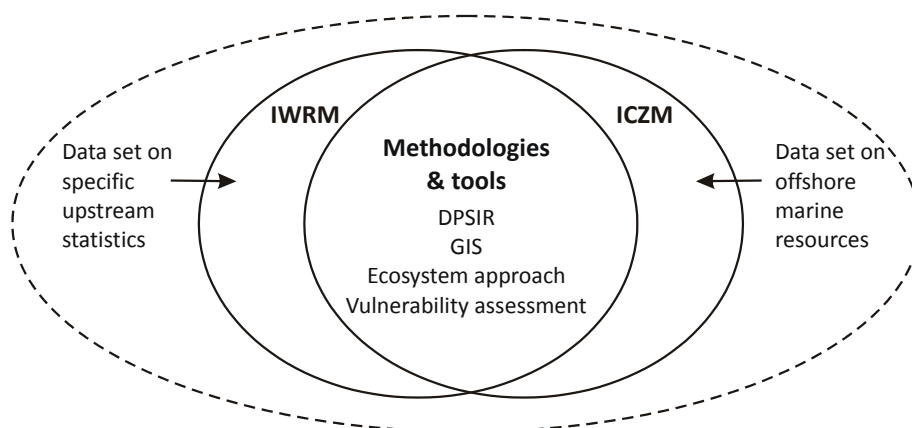 IWRM
ICZM
Data set on
specific
upstream
statistics
Methodologies
& tools
DPSIR
GIS
Ecosystem approach
Vulnerability assessment
Data set on
offshore
marine
resources